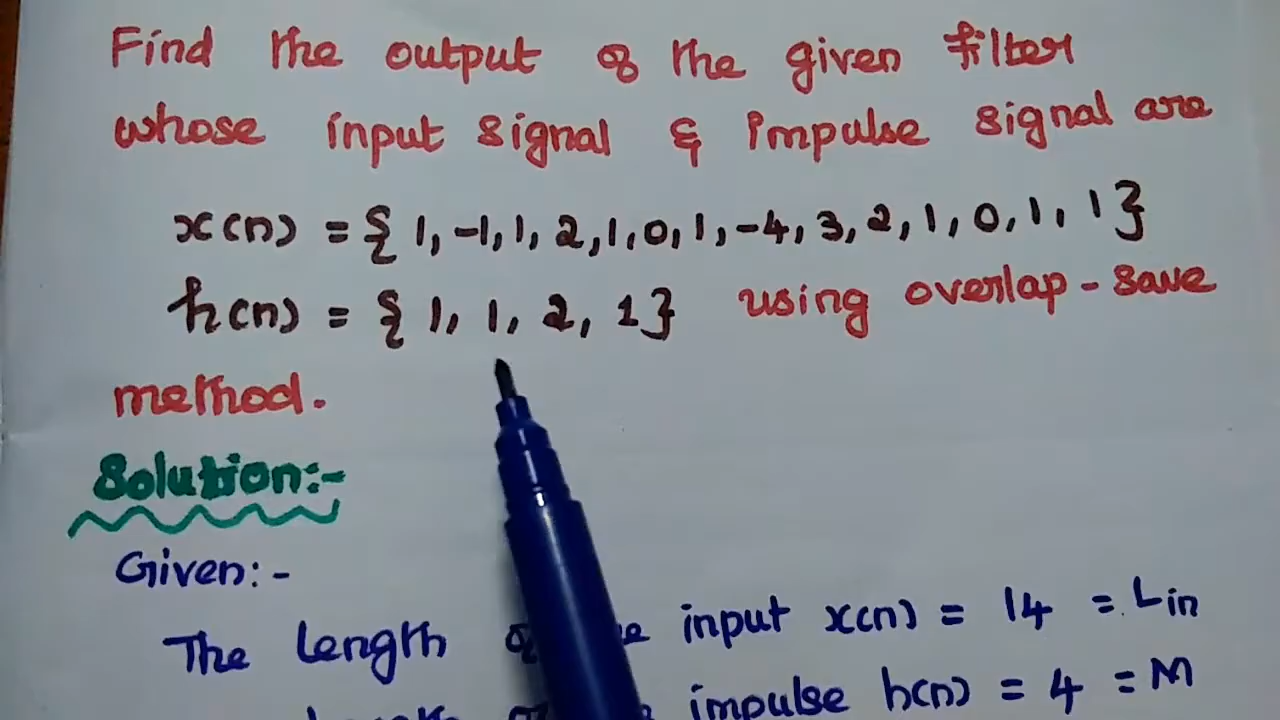 Find the output of the given filter
whose input signal & impulse signal are
x(n) = { 1, -1, 1, 2, 1, 0, 1, -4, 3, 2, 1, 0, 1, 1 }
h(n) = { 1, 1, 2, 1 } using overlap - save
method.
Solution:-
Given:-
The Length input x(n) = 14 = Lin
impulse h(n) = 4 = M